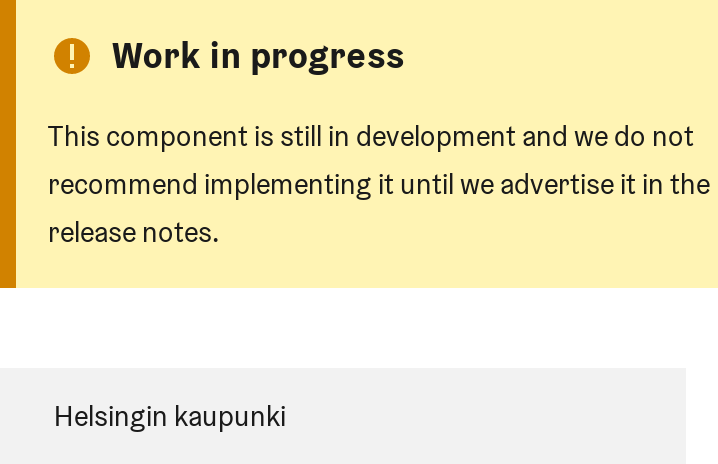 Work in progress
This component is still in development and we do not
recommend implementing it until we advertise it in the
release notes.
Helsingin kaupunki